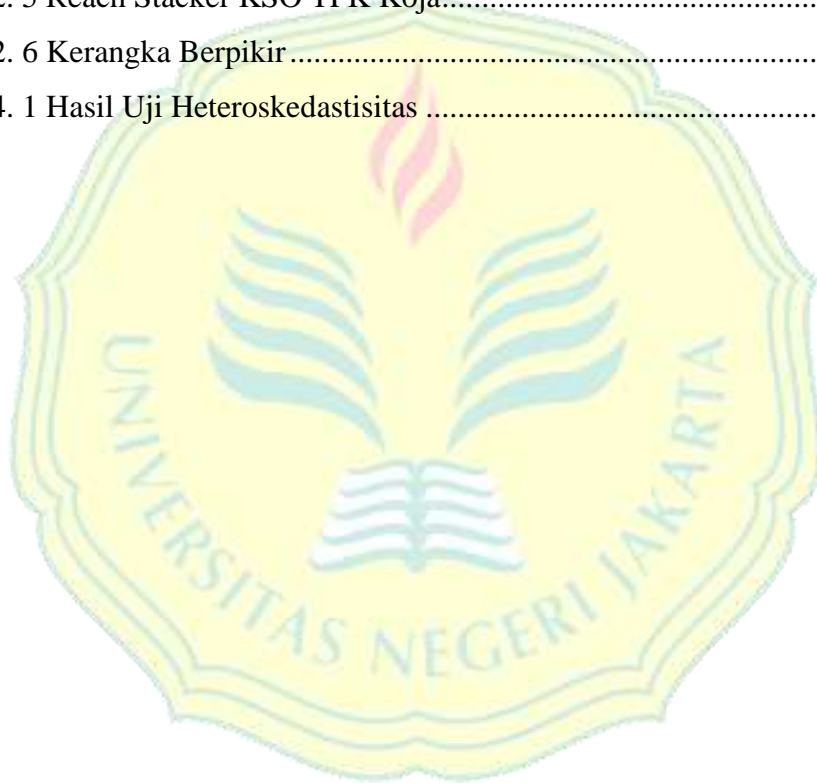 2. 5 Reach Stacker KSO TPK Koja..............................................
2. 6 Kerangka Berpikir.................................................................
4. 1 Hasil Uji Heteroskedastisitas ................................................
UNIVERSITAS NEGERI JAKARTA